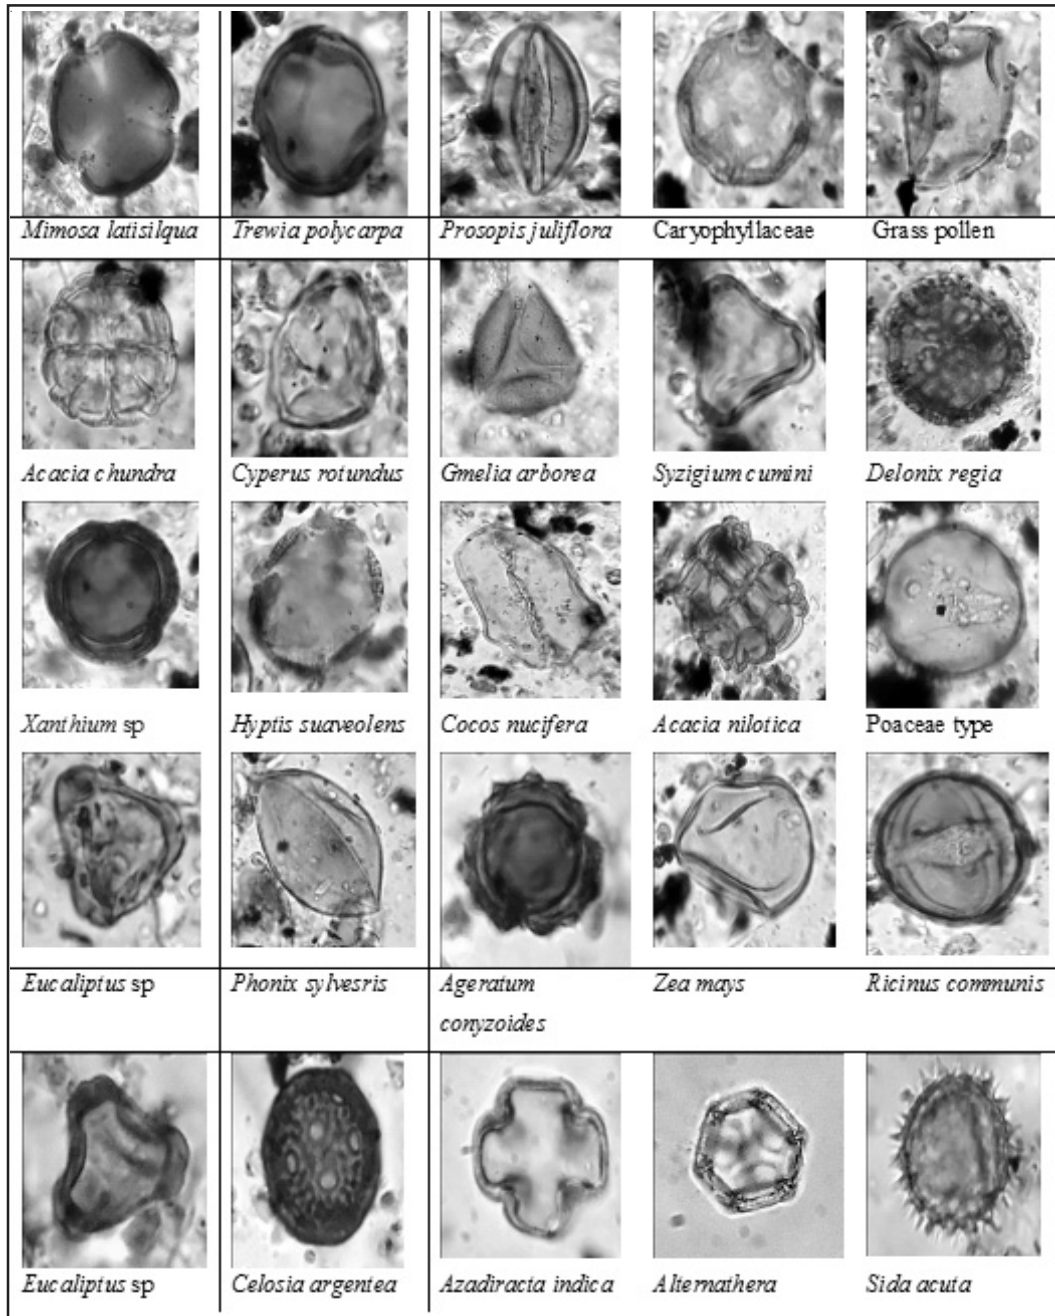 Mimosa latisilqua Trewia polycarpa Prosopis juliflora Caryophyllaceae Grass pollen
Acacia chundra Cyperus rotundus Gmelia arborea Syzigium cumini Delonix regia
Xanthium sp Hyptis suaveolens Cocos nucifera Acacia nilotica Poaceae type
Eucaliptus sp Phonix sylvesris Ageratum Zea mays Ricinus communis
conyzoides
Eucaliptus sp Celosia argentea Azadiracta indica Alternathera Sida acuta